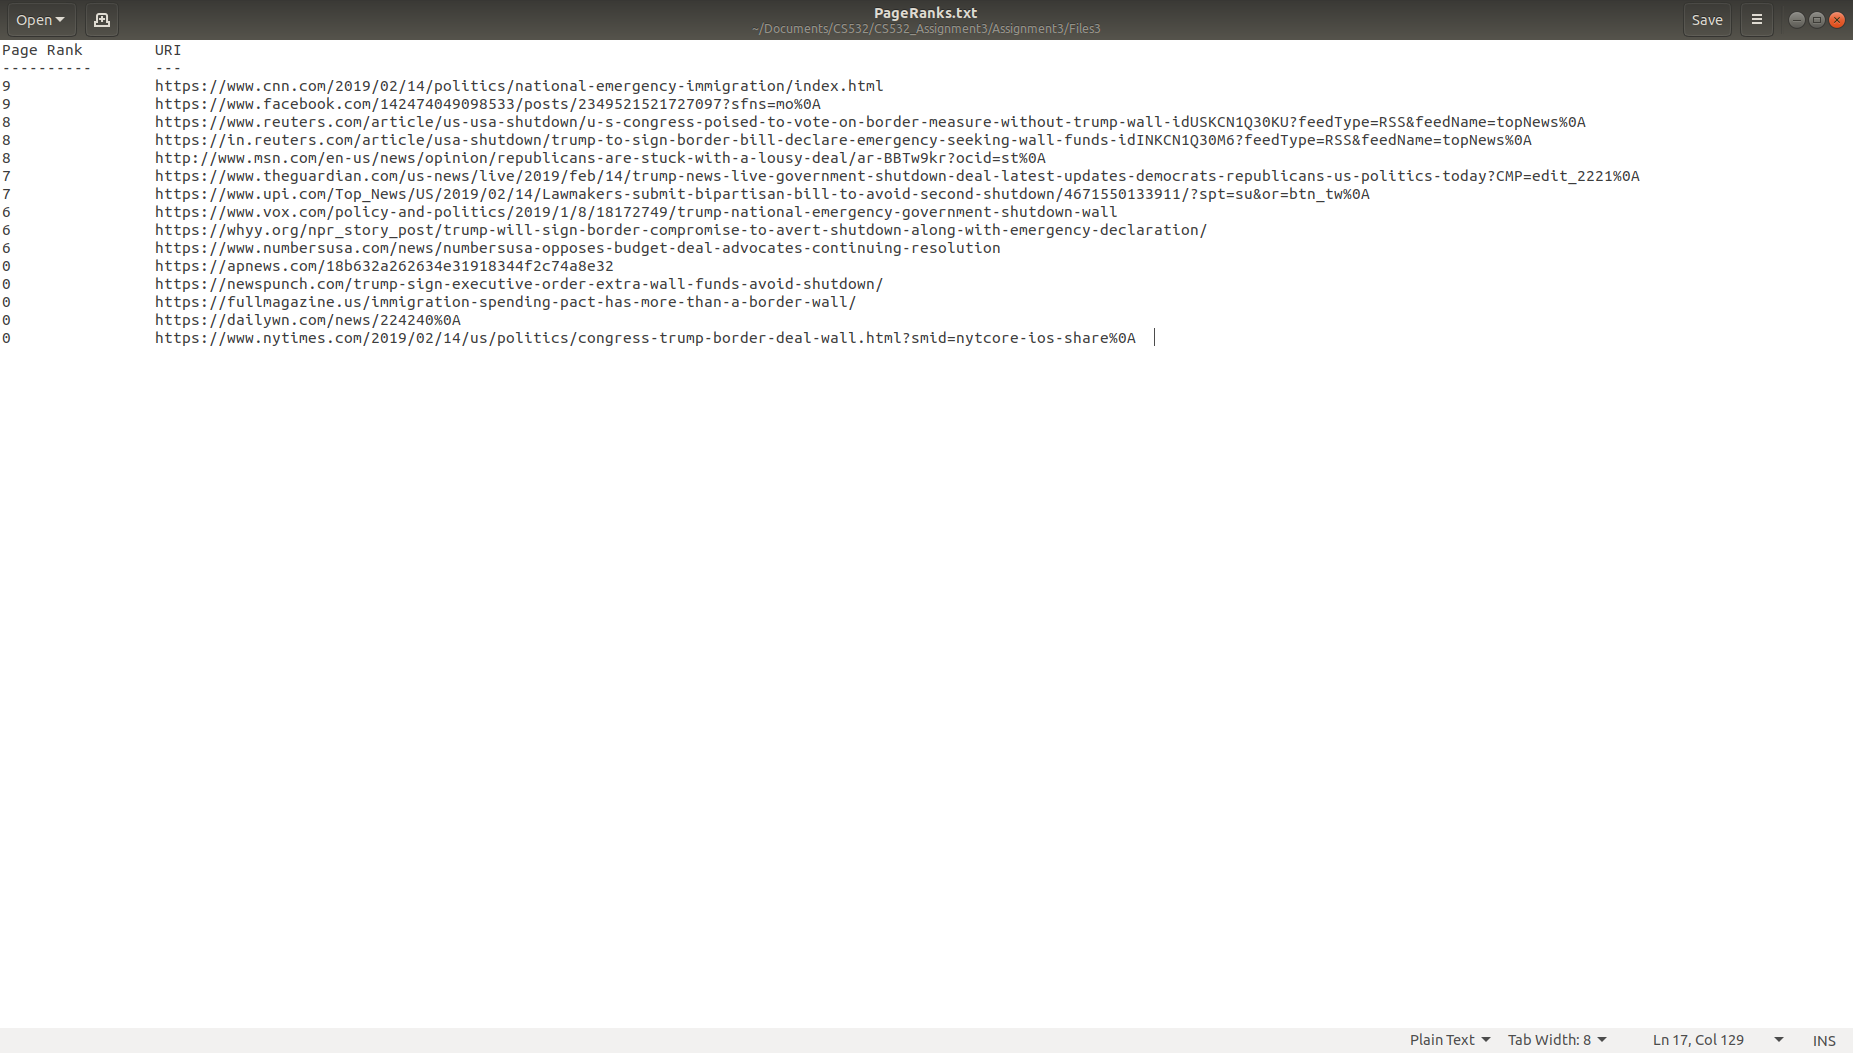 Open
PageRanks.txt
~/Documents/CS532/CS532_Assignment3/Assignment3/Files3
Save
Page Rank URI
---------- ---
9 https://www.cnn.com/2019/02/14/politics/national-emergency-immigration/index.html
9 https://www.facebook.com/142474049098533/posts/2349521521727097?sfns=mo%0A
8 https://www.reuters.com/article/us-usa-shutdown/u-s-congress-poised-to-vote-on-border-measure-without-trump-wall-idUSKCN1Q30KU?feedType=RSS&feedName=topNews%0A
8 https://in.reuters.com/article/usa-shutdown/trump-to-sign-border-bill-declare-emergency-seeking-wall-funds-idINKCN1Q30M6?feedType=RSS&feedName=topNews%0A
8 http://www.msn.com/en-us/news/opinion/republicans-are-stuck-with-a-lousy-deal/ar-BBTw9kr?ocid=st%0A
7 https://www.theguardian.com/us-news/live/2019/feb/14/trump-news-live-government-shutdown-deal-latest-updates-democrats-republicans-us-politics-today?CMP=edit_2221%0A
7 https://www.upi.com/Top_News/US/2019/02/14/Lawmakers-submit-bipartisan-bill-to-avoid-second-shutdown/4671550133911/?spt=su&or=btn_tw%0A
6 https://www.vox.com/policy-and-politics/2019/1/8/18172749/trump-national-emergency-government-shutdown-wall
6 https://whyy.org/npr_story_post/trump-will-sign-border-compromise-to-avert-shutdown-along-with-emergency-declaration/
6 https://www.numbersusa.com/news/numbersusa-opposes-budget-deal-advocates-continuing-resolution
0 https://apnews.com/18b632a262634e31918344f2c74a8e32
0 https://newspunch.com/trump-sign-executive-order-extra-wall-funds-avoid-shutdown/
0 https://fullmagazine.us/immigration-spending-pact-has-more-than-a-border-wall/
0 https://dailywn.com/news/224240%0A
0 https://www.nytimes.com/2019/02/14/us/politics/congress-trump-border-deal-wall.html?smid=nytcore-ios-share%0A
Plain Text Tab Width: 8 Ln 17, Col 129 INS